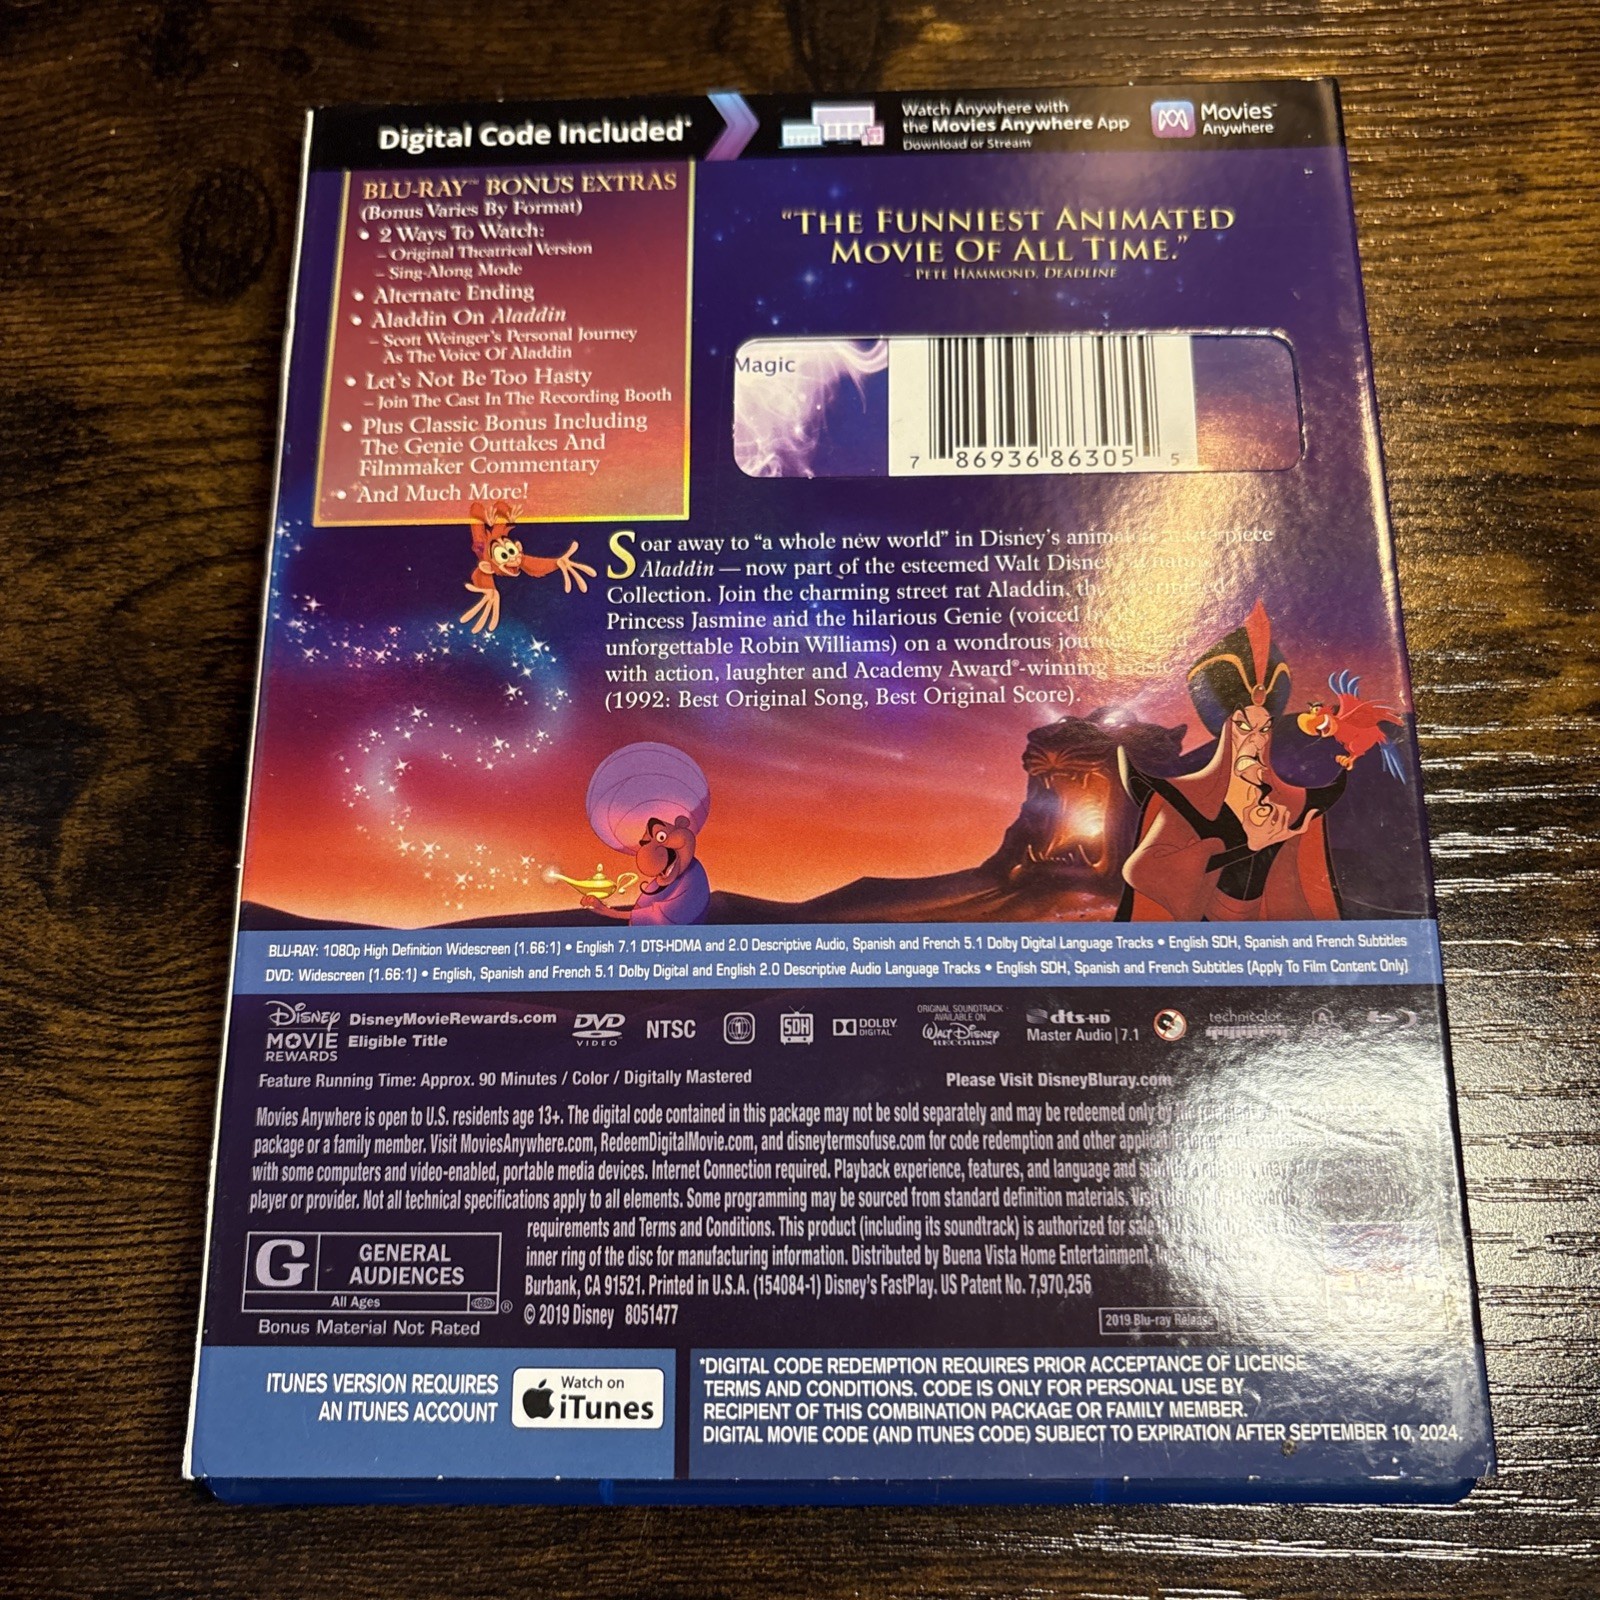 Digital Code Included*
Watch Anywhere with
the Movies Anywhere App
Download or Stream
Movies™
Anywhere
BLU-RAY™ BONUS EXTRAS
(Bonus Varies By Format)
• 2 Ways To Watch:
– Original Theatrical Version
– Sing-Along Mode
• Alternate Ending
• Aladdin On Aladdin
– Scott Weinger's Personal Journey
As The Voice Of Aladdin
• Let's Not Be Too Hasty
– Join The Cast In The Recording Booth
• Plus Classic Bonus Including
The Genie Outtakes And
Filmmaker Commentary
• And Much More!
"THE FUNNIEST ANIMATED
MOVIE OF ALL TIME."
- PETE HAMMOND, DEADLINE
Magic
7 86936 86305 5
Soar away to "a whole new world" in Disney's animated masterpiece
Aladdin — now part of the esteemed Walt Disney
Collection. Join the charming street rat Aladdin, the
Princess Jasmine and the hilarious Genie (voiced by
unforgettable Robin Williams) on a wondrous journey
with action, laughter and Academy Award®-winning music
(1992: Best Original Song, Best Original Score).
BLU-RAY: 1080p High Definition Widescreen (1.66:1) • English 7.1 DTS-HDMA and 2.0 Descriptive Audio, Spanish and French 5.1 Dolby Digital Language Tracks • English SDH, Spanish and French Subtitles
DVD: Widescreen (1.66:1) • English, Spanish and French 5.1 Dolby Digital and English 2.0 Descriptive Audio Language Tracks • English SDH, Spanish and French Subtitles (Apply To Film Content Only)
Disney
MOVIE
REWARDS
DisneyMovieRewards.com
Eligible Title
DVD
VIDEO
NTSC
1
SDH
DOLBY
DIGITAL
ORIGINAL SOUNDTRACK
AVAILABLE ON
WALT DISNEY
RECORDS
dts-HD
Master Audio | 7.1
technicolor
A
Feature Running Time: Approx. 90 Minutes / Color / Digitally Mastered
Please Visit DisneyBluray.com
Movies Anywhere is open to U.S. residents age 13+. The digital code contained in this package may not be sold separately and may be redeemed only by
package or a family member. Visit MoviesAnywhere.com, RedeemDigitalMovie.com, and disneytermsofuse.com for code redemption and other
with some computers and video-enabled, portable media devices. Internet Connection required. Playback experience, features, and language and
player or provider. Not all technical specifications apply to all elements. Some programming may be sourced from standard definition materials. Visit
requirements and Terms and Conditions. This product (including its soundtrack) is authorized for sale in U.S. only.
inner ring of the disc for manufacturing information. Distributed by Buena Vista Home Entertainment,
Burbank, CA 91521. Printed in U.S.A. (154084-1) Disney's FastPlay. US Patent No. 7,970,256
© 2019 Disney 8051477
G
GENERAL
AUDIENCES
All Ages
®
Bonus Material Not Rated
2019 Blu-ray Release
ITUNES VERSION REQUIRES
AN ITUNES ACCOUNT
Watch on
iTunes
*DIGITAL CODE REDEMPTION REQUIRES PRIOR ACCEPTANCE OF LICENSE
TERMS AND CONDITIONS. CODE IS ONLY FOR PERSONAL USE BY
RECIPIENT OF THIS COMBINATION PACKAGE OR FAMILY MEMBER.
DIGITAL MOVIE CODE (AND ITUNES CODE) SUBJECT TO EXPIRATION AFTER SEPTEMBER 10, 2024.